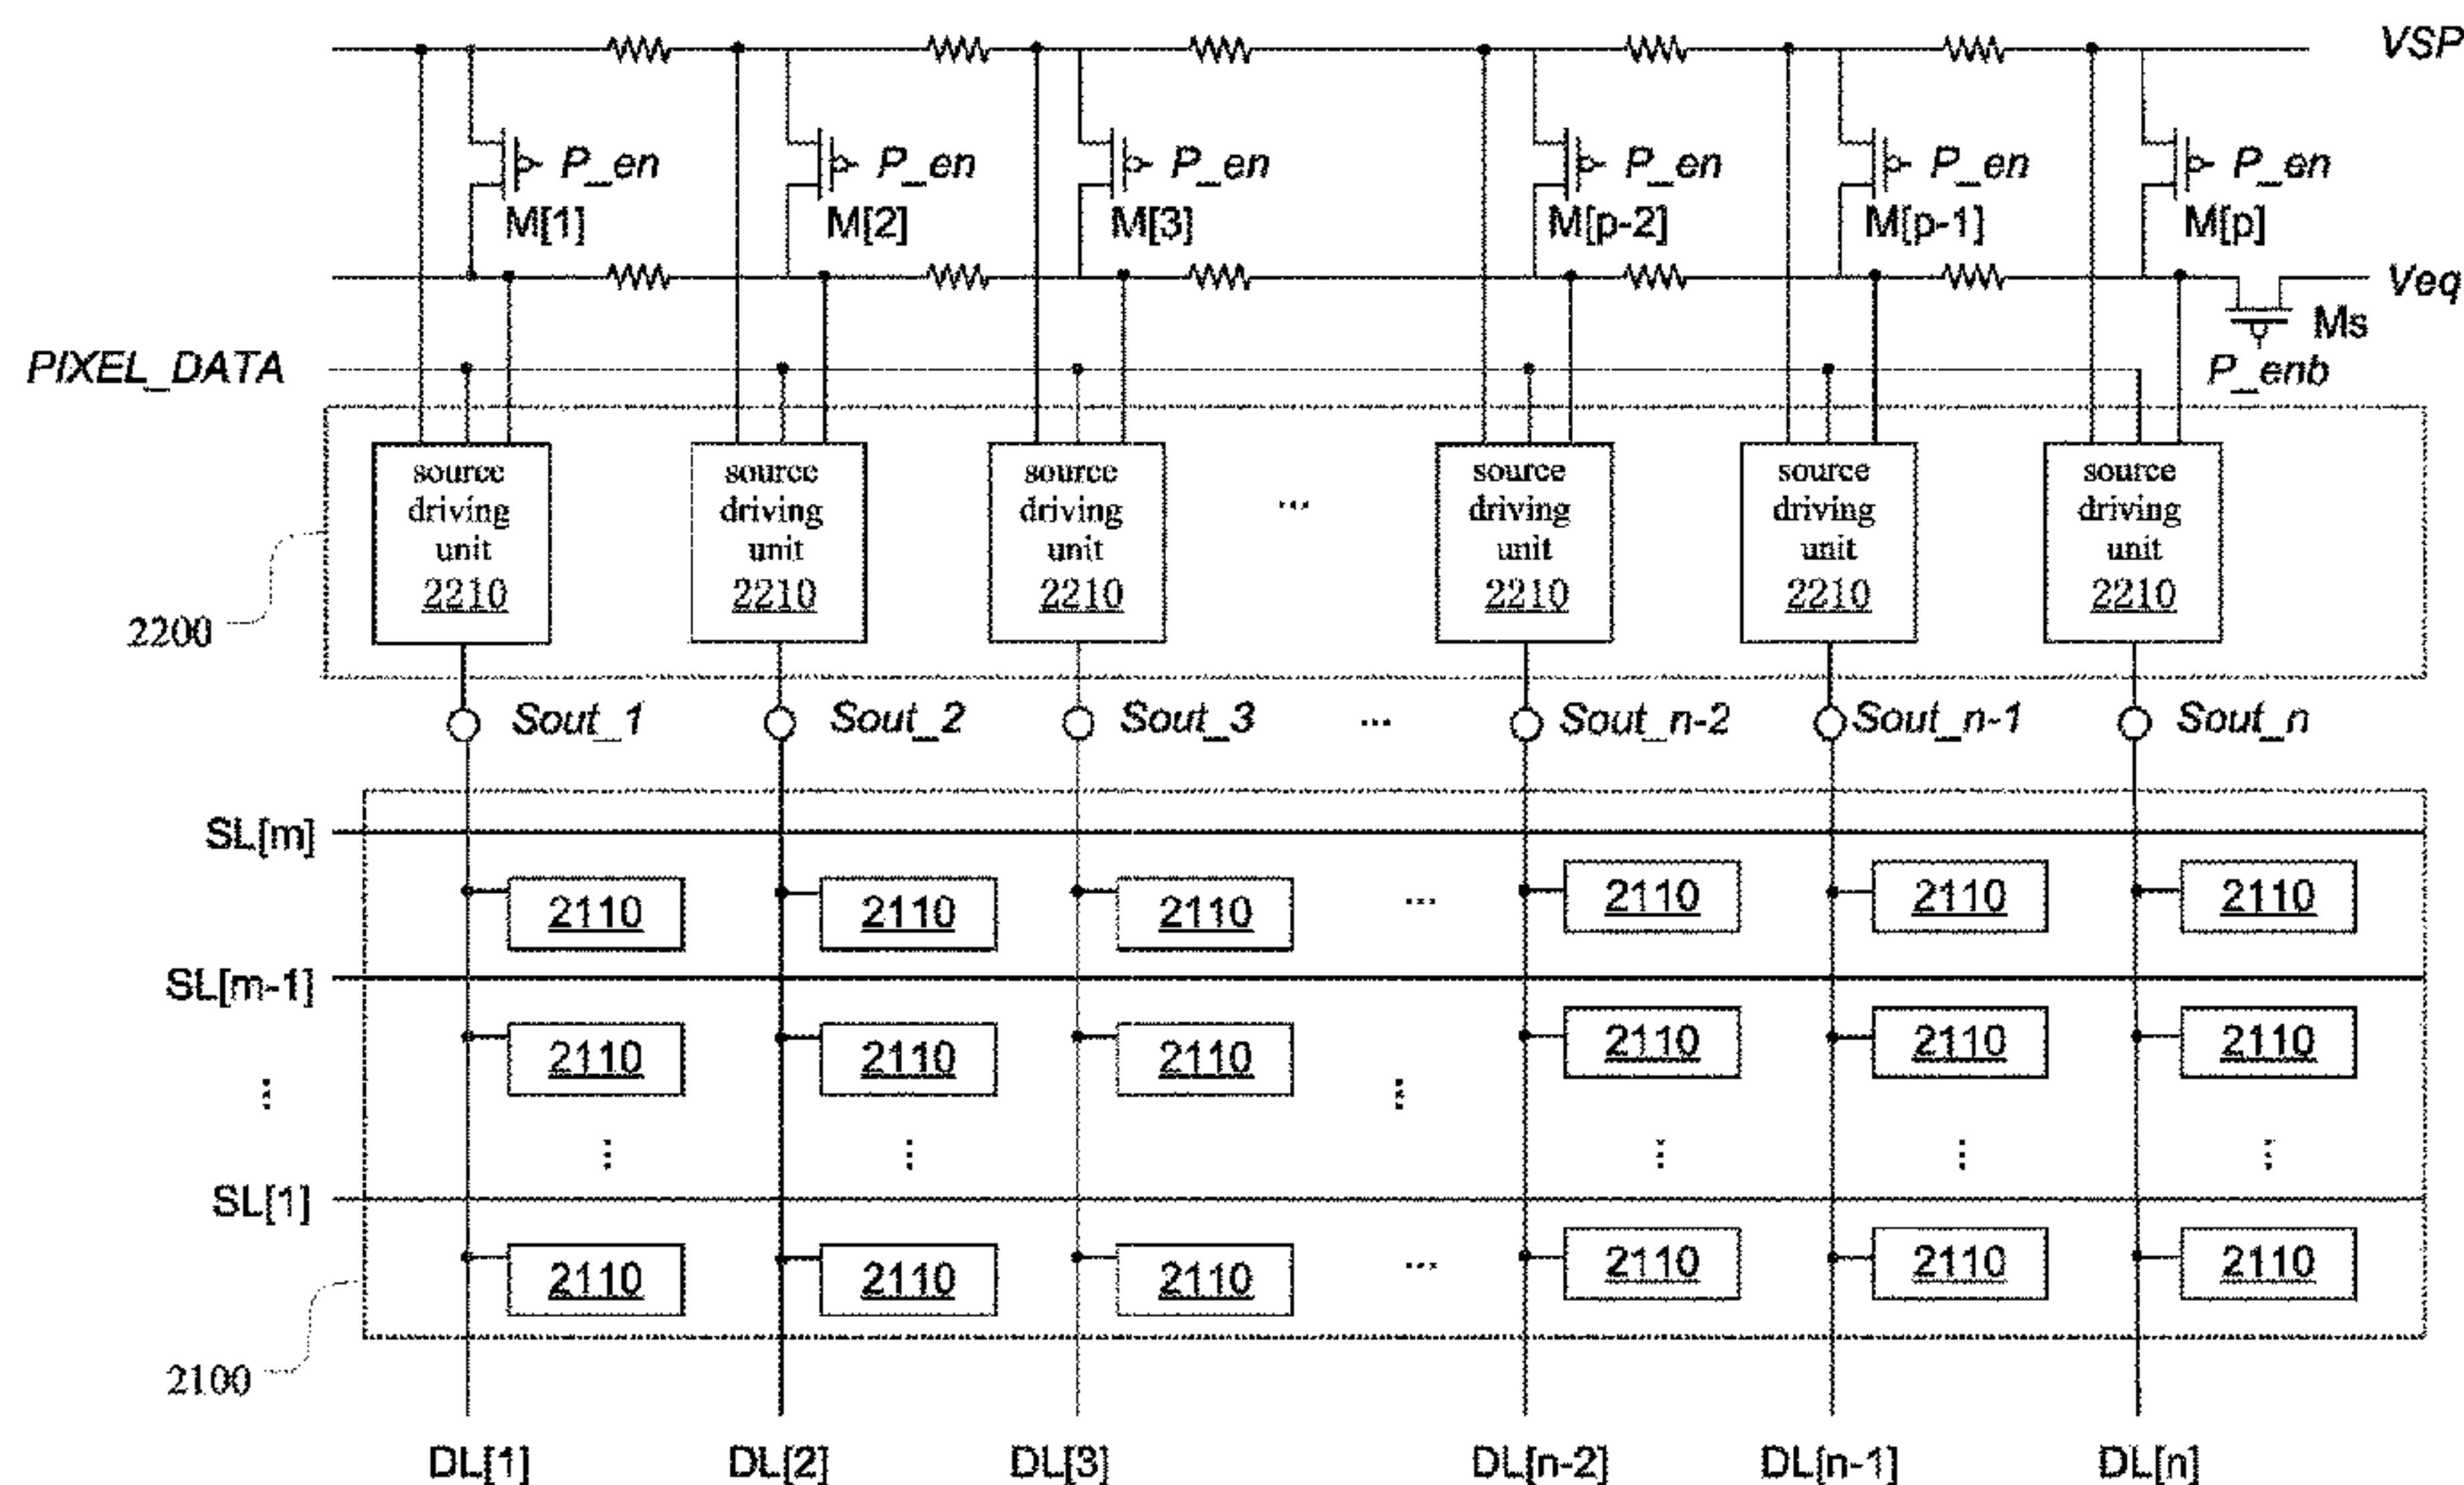 VSP
P_en P_en P_en P_en P_en P_en
M[1] M[2] M[3] M[p-2] M[p-1] M[p]
Veq
Ms
PIXEL_DATA
P_enb
source source source source source source
driving driving driving ... driving driving driving
unit unit unit unit unit unit
2210 2210 2210 2210 2210 2210
2200
Sout_1 Sout_2 Sout_3 ... Sout_n-2 Sout_n-1 Sout_n
SL[m]
2110 2110 2110 ... 2110 2110 2110
SL[m-1]
2110 2110 2110 2110 2110 2110
... ...
... ... ... ... ...
SL[1]
2110 2110 2110 ... 2110 2110 2110
2100
DL[1] DL[2] DL[3] DL[n-2] DL[n-1] DL[n]